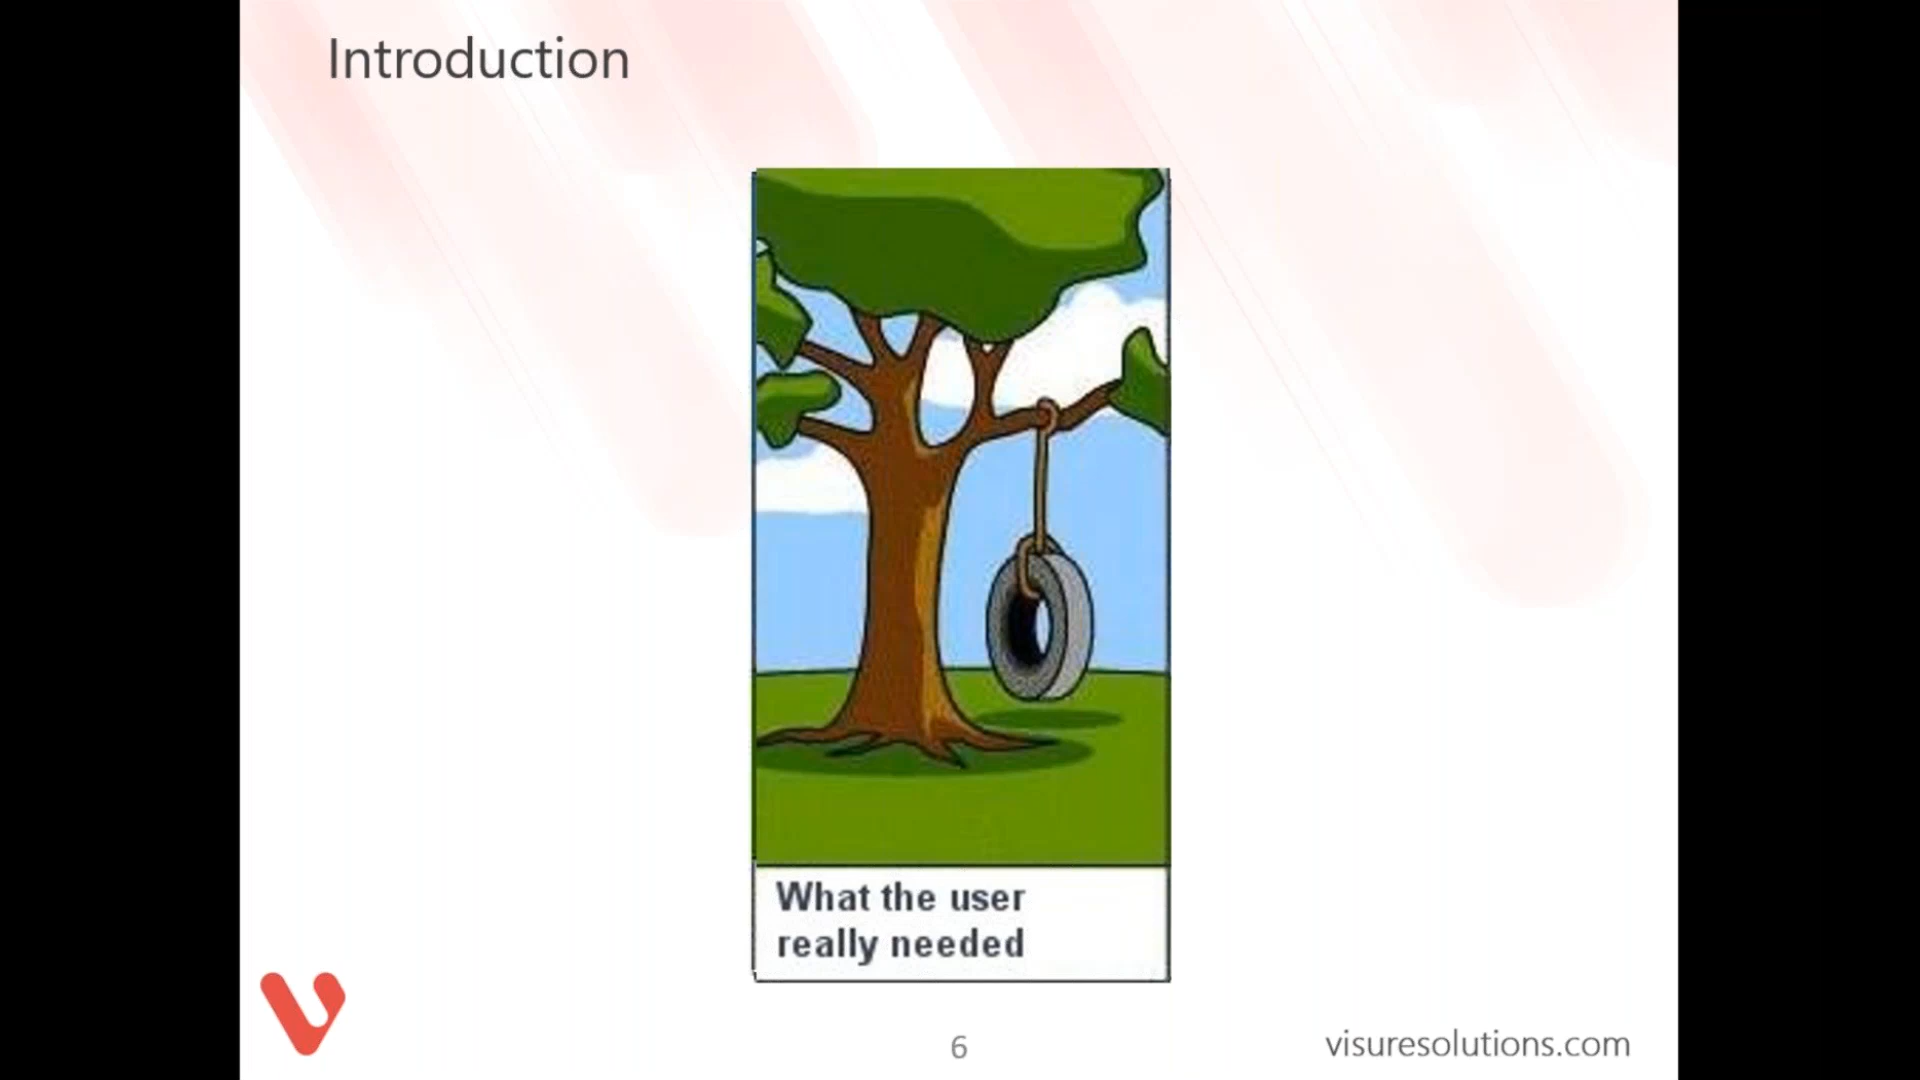 Introduction
What the user
really needed
6
visuresolutions.com